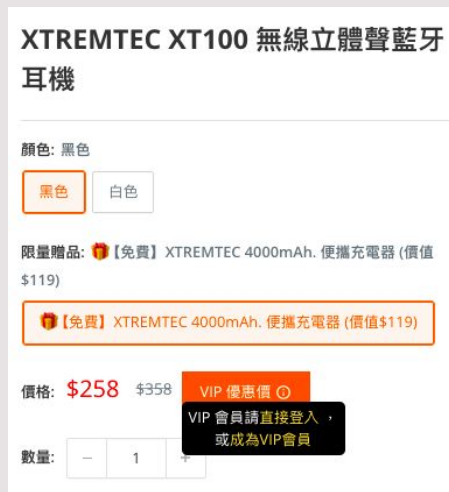 XTREMTEC XT100 無線立體聲藍牙
耳機
顏色: 黑色
黑色 白色
限量贈品: 🎁【免費】XTREMTEC 4000mAh. 便攜充電器 (價值
$119)
🎁【免費】XTREMTEC 4000mAh. 便攜充電器 (價值$119)
價格: $258 $358 VIP 優惠價
VIP 會員請直接登入 ，
或成為VIP會員
數量: − 1 +